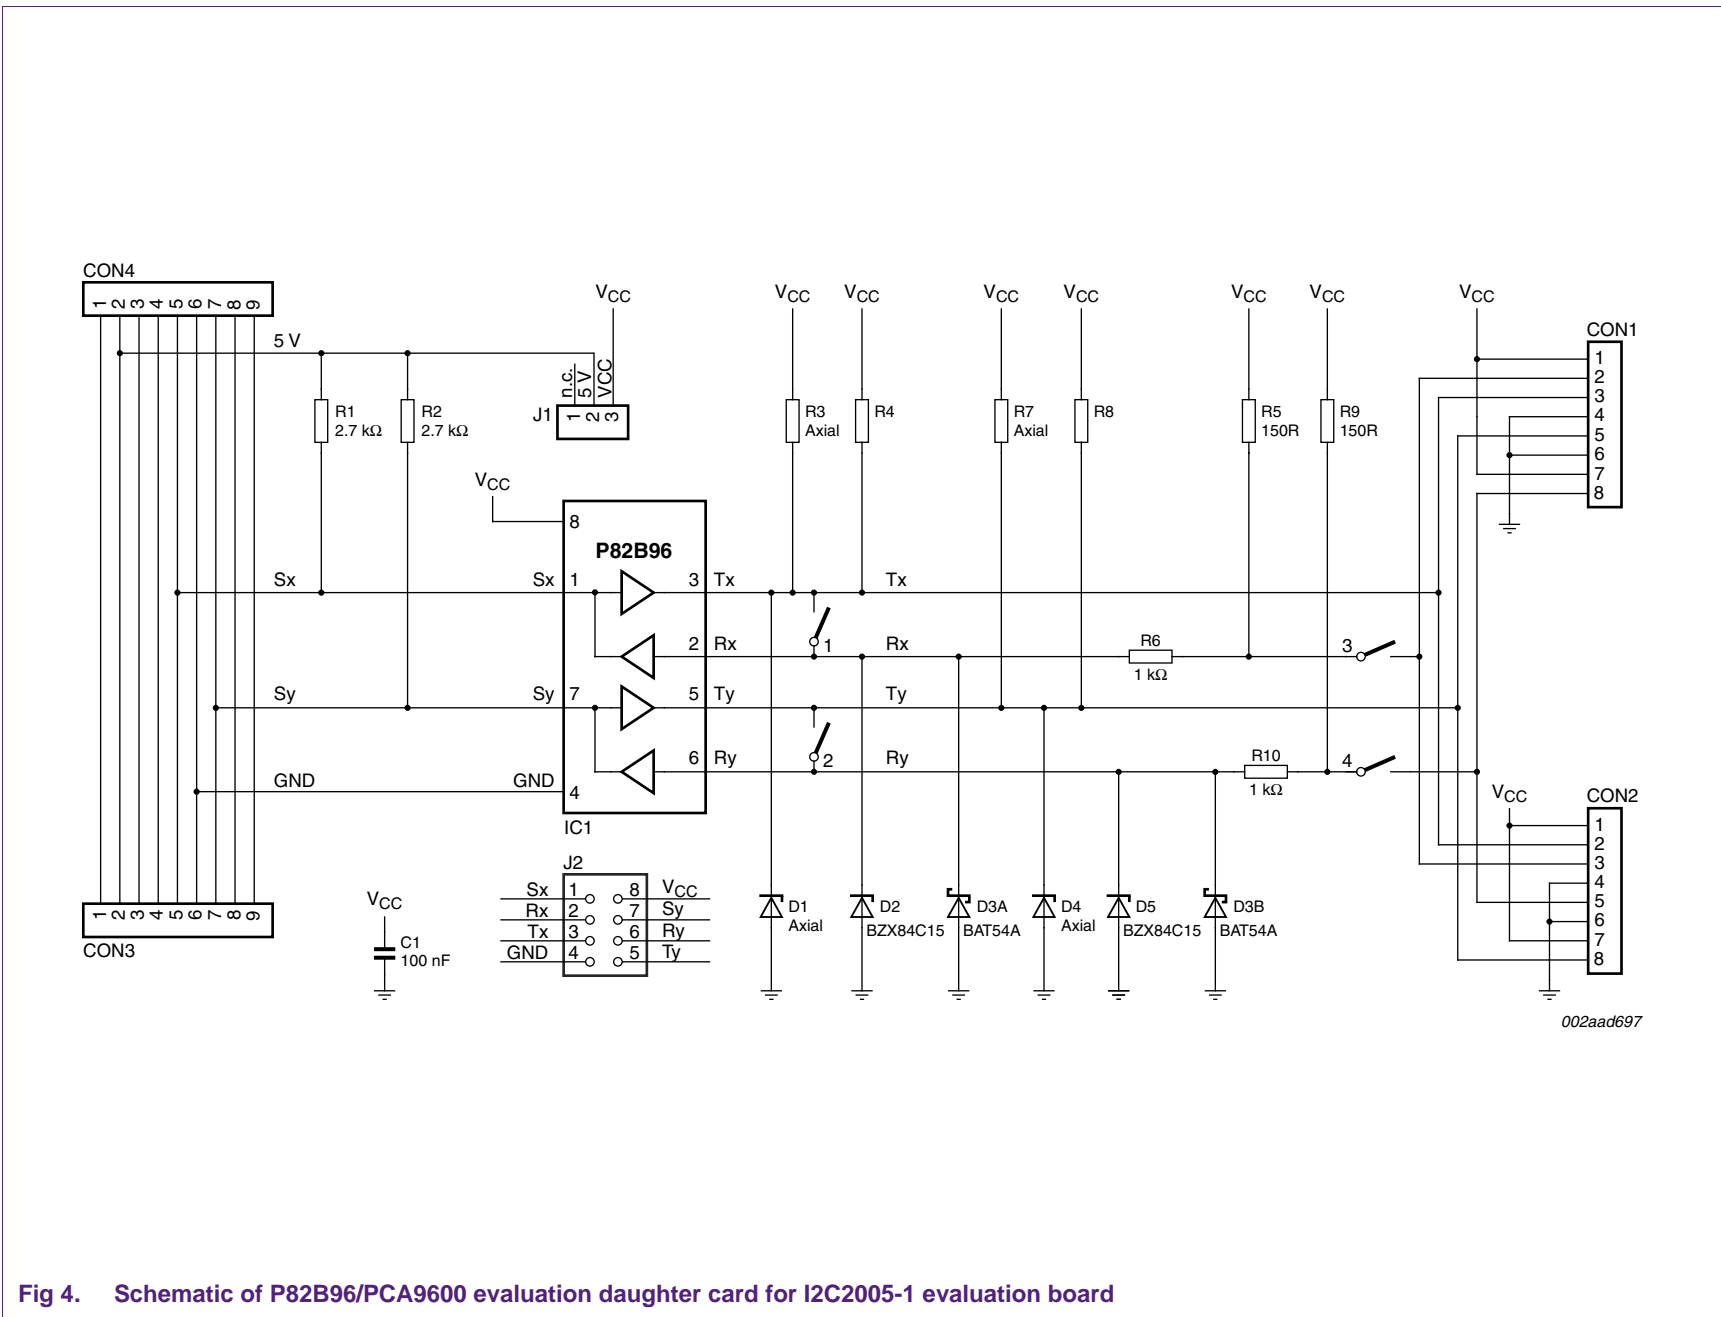 CON4
1 2 3 4 5 6 7 8 9
5 V
VCC
n.c.
5 V
VCC
J1
1 2 3
R1
2.7 kΩ
R2
2.7 kΩ
VCC
VCC
VCC
VCC
VCC
VCC
VCC
R3
Axial
R4
R7
Axial
R8
R5
150R
R9
150R
CON1
1
2
3
4
5
6
7
8
VCC
8
P82B96
Sx
Sx
1
3
Tx
Tx
2
Rx
1
Rx
R6
1 kΩ
3
Sy
Sy
7
5
Ty
Ty
6
Ry
2
Ry
R10
1 kΩ
4
GND
GND
4
IC1
VCC
CON2
1
2
3
4
5
6
7
8
J2
Sx 1 8 VCC
Rx 2 7 Sy
Tx 3 6 Ry
GND 4 5 Ty
1 2 3 4 5 6 7 8 9
CON3
VCC
C1
100 nF
D1
Axial
D2
BZX84C15
D3A
BAT54A
D4
Axial
D5
BZX84C15
D3B
BAT54A
002aad697
Fig 4. Schematic of P82B96/PCA9600 evaluation daughter card for I2C2005-1 evaluation board